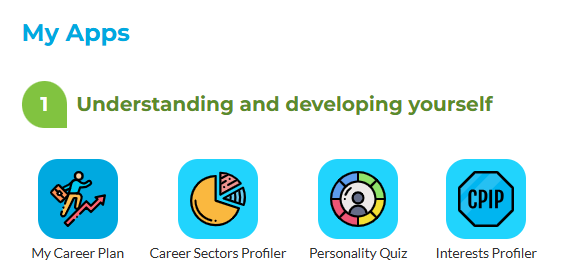 My Apps
1 Understanding and developing yourself
CPIP
My Career Plan Career Sectors Profiler Personality Quiz Interests Profiler